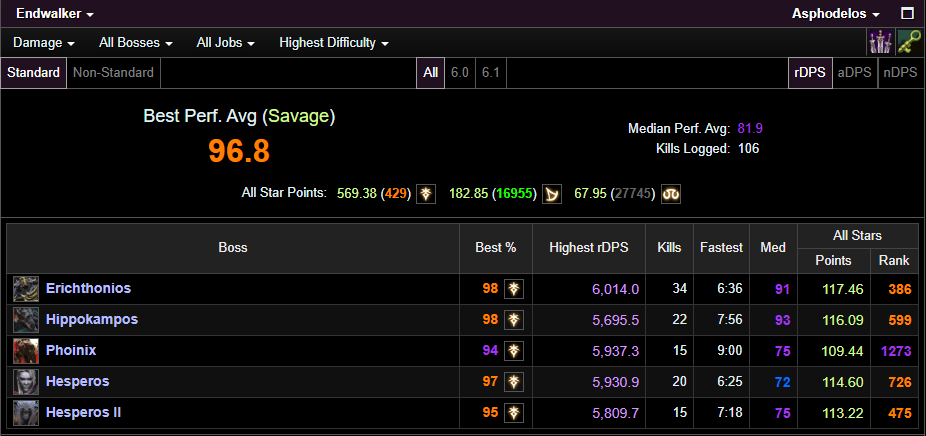 Endwalker Asphodelos
Damage All Bosses All Jobs Highest Difficulty
Standard Non-Standard All 6.0 6.1 rDPS aDPS nDPS
Best Perf. Avg (Savage)
96.8
Median Perf. Avg: 81.9
Kills Logged: 106
All Star Points: 569.38 (429) 182.85 (16955) 67.95 (27745)
Boss Best % Highest rDPS Kills Fastest Med All Stars
Points Rank
Erichthonios 98 6,014.0 34 6:36 91 117.46 386
Hippokampos 98 5,695.5 22 7:56 93 116.09 599
Phoinix 94 5,937.3 15 9:00 75 109.44 1273
Hesperos 97 5,930.9 20 6:25 72 114.60 726
Hesperos II 95 5,809.7 15 7:18 75 113.22 475